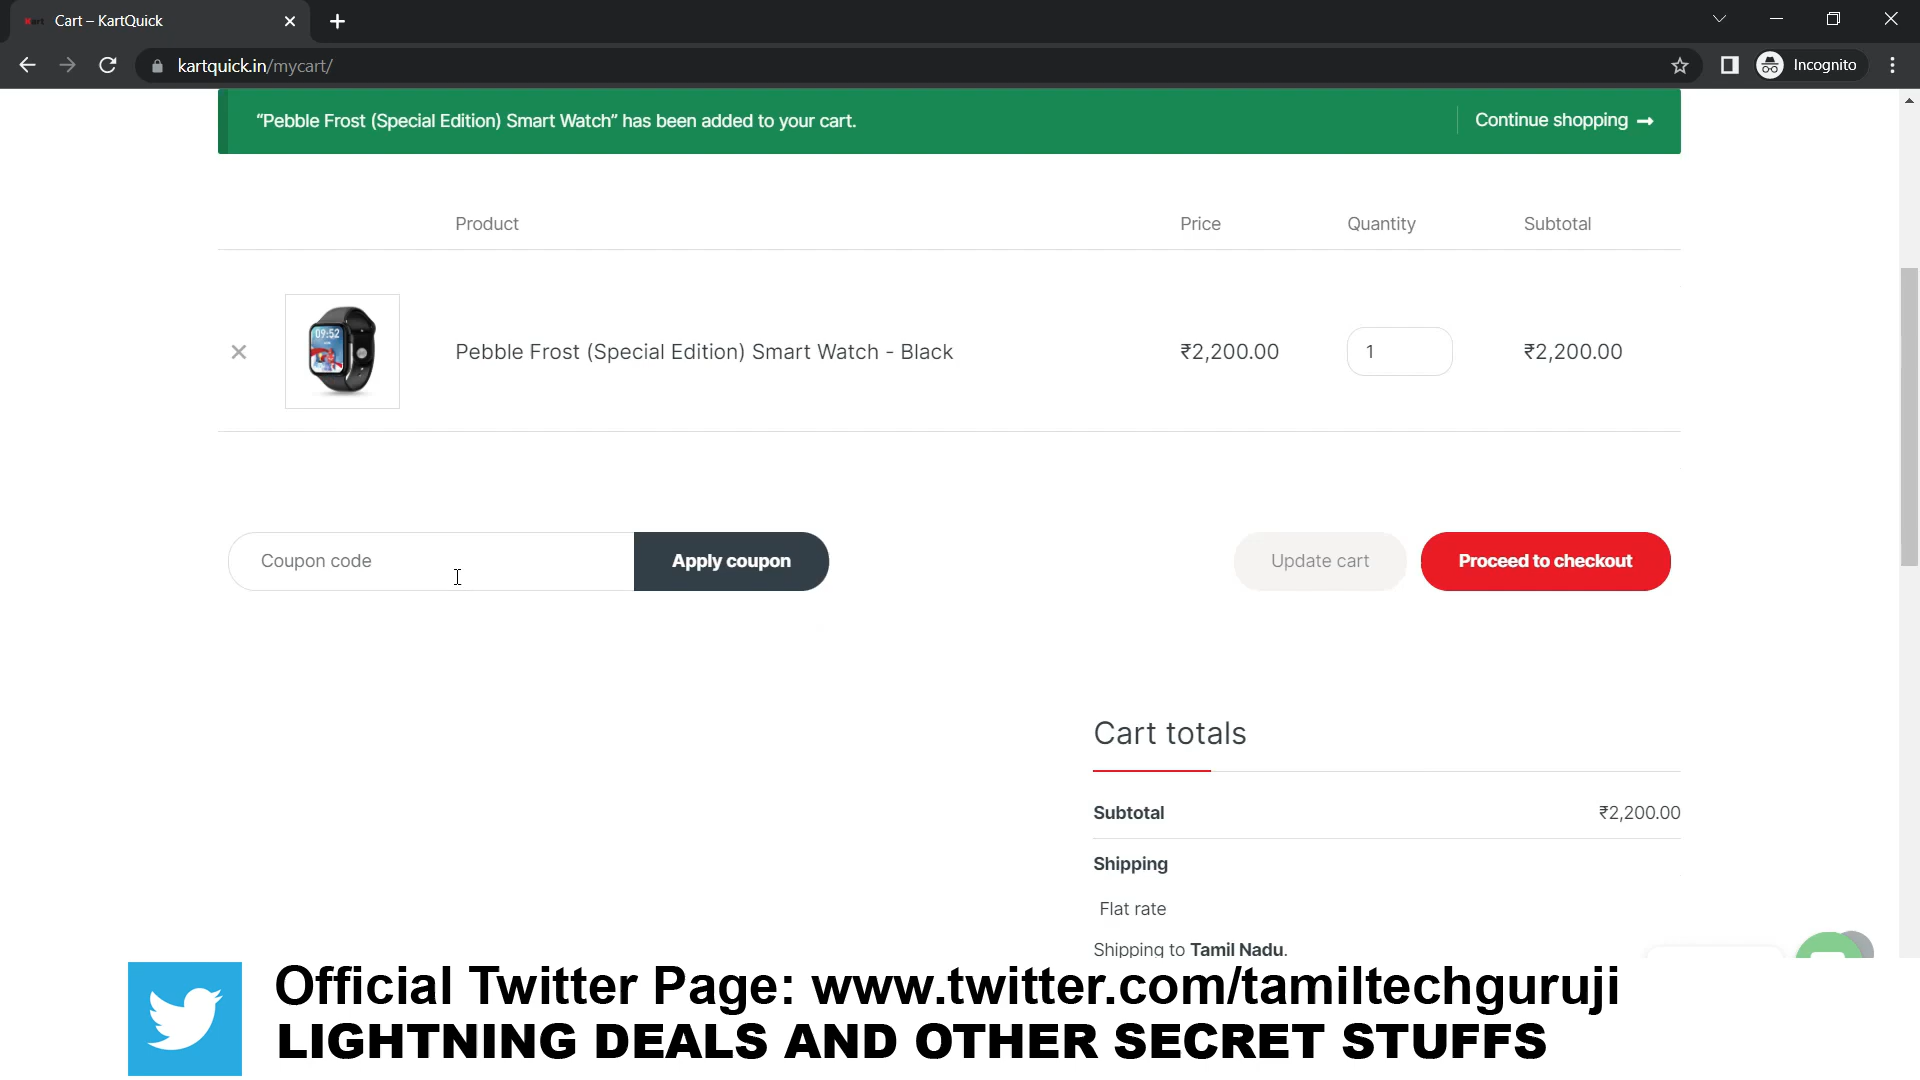 Cart – KartQuick
kartquick.in/mycart/
Incognito
“Pebble Frost (Special Edition) Smart Watch” has been added to your cart.
Continue shopping →
Product Price Quantity Subtotal
09:52
Pebble Frost (Special Edition) Smart Watch - Black ₹2,200.00 1 ₹2,200.00
Coupon code Apply coupon Update cart Proceed to checkout
Cart totals
Subtotal ₹2,200.00
Shipping
Flat rate
Shipping to Tamil Nadu.
Official Twitter Page: www.twitter.com/tamiltechguruji
LIGHTNING DEALS AND OTHER SECRET STUFFS